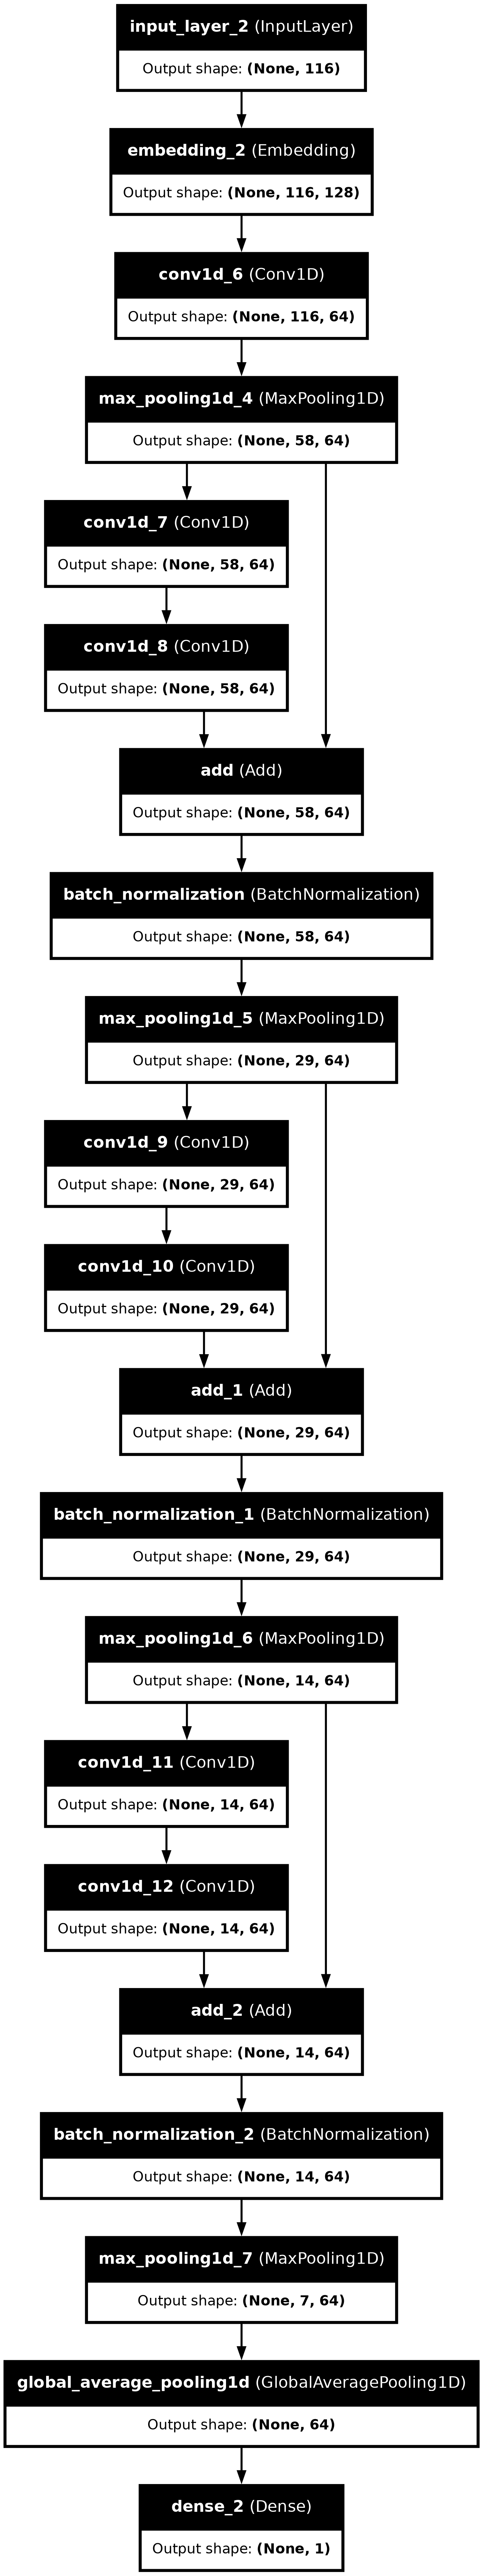 input_layer_2 (InputLayer)
Output shape: (None, 116)
embedding_2 (Embedding)
Output shape: (None, 116, 128)
conv1d_6 (Conv1D)
Output shape: (None, 116, 64)
max_pooling1d_4 (MaxPooling1D)
Output shape: (None, 58, 64)
conv1d_7 (Conv1D)
Output shape: (None, 58, 64)
conv1d_8 (Conv1D)
Output shape: (None, 58, 64)
add (Add)
Output shape: (None, 58, 64)
batch_normalization (BatchNormalization)
Output shape: (None, 58, 64)
max_pooling1d_5 (MaxPooling1D)
Output shape: (None, 29, 64)
conv1d_9 (Conv1D)
Output shape: (None, 29, 64)
conv1d_10 (Conv1D)
Output shape: (None, 29, 64)
add_1 (Add)
Output shape: (None, 29, 64)
batch_normalization_1 (BatchNormalization)
Output shape: (None, 29, 64)
max_pooling1d_6 (MaxPooling1D)
Output shape: (None, 14, 64)
conv1d_11 (Conv1D)
Output shape: (None, 14, 64)
conv1d_12 (Conv1D)
Output shape: (None, 14, 64)
add_2 (Add)
Output shape: (None, 14, 64)
batch_normalization_2 (BatchNormalization)
Output shape: (None, 14, 64)
max_pooling1d_7 (MaxPooling1D)
Output shape: (None, 7, 64)
global_average_pooling1d (GlobalAveragePooling1D)
Output shape: (None, 64)
dense_2 (Dense)
Output shape: (None, 1)